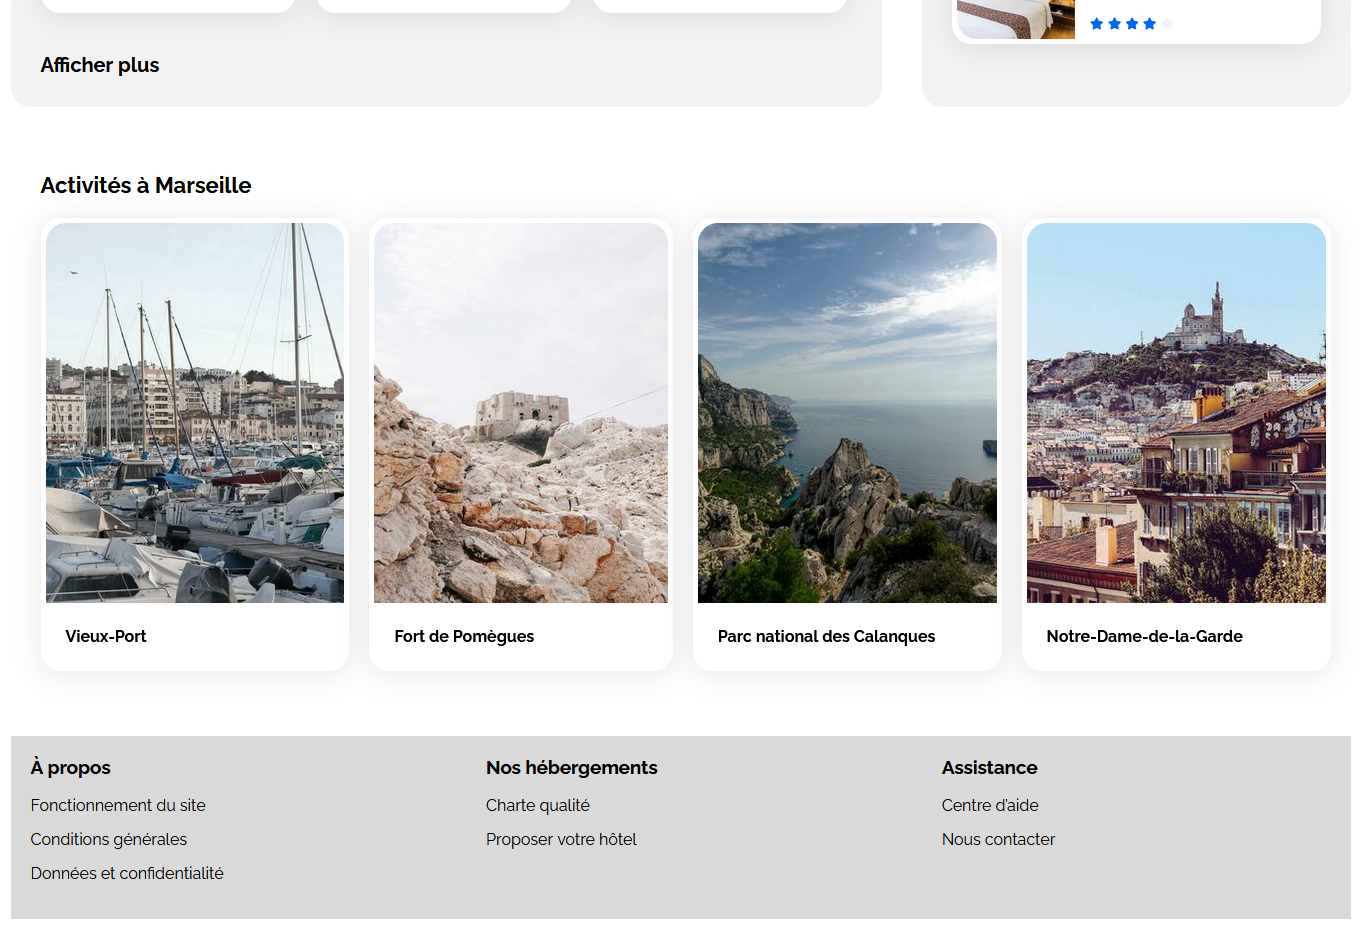 Afficher plus
Activités à Marseille
Vieux-Port
Fort de Pomègues
Parc national des Calanques
Notre-Dame-de-la-Garde
À propos
Fonctionnement du site
Conditions générales
Données et confidentialité
Nos hébergements
Charte qualité
Proposer votre hôtel
Assistance
Centre d'aide
Nous contacter